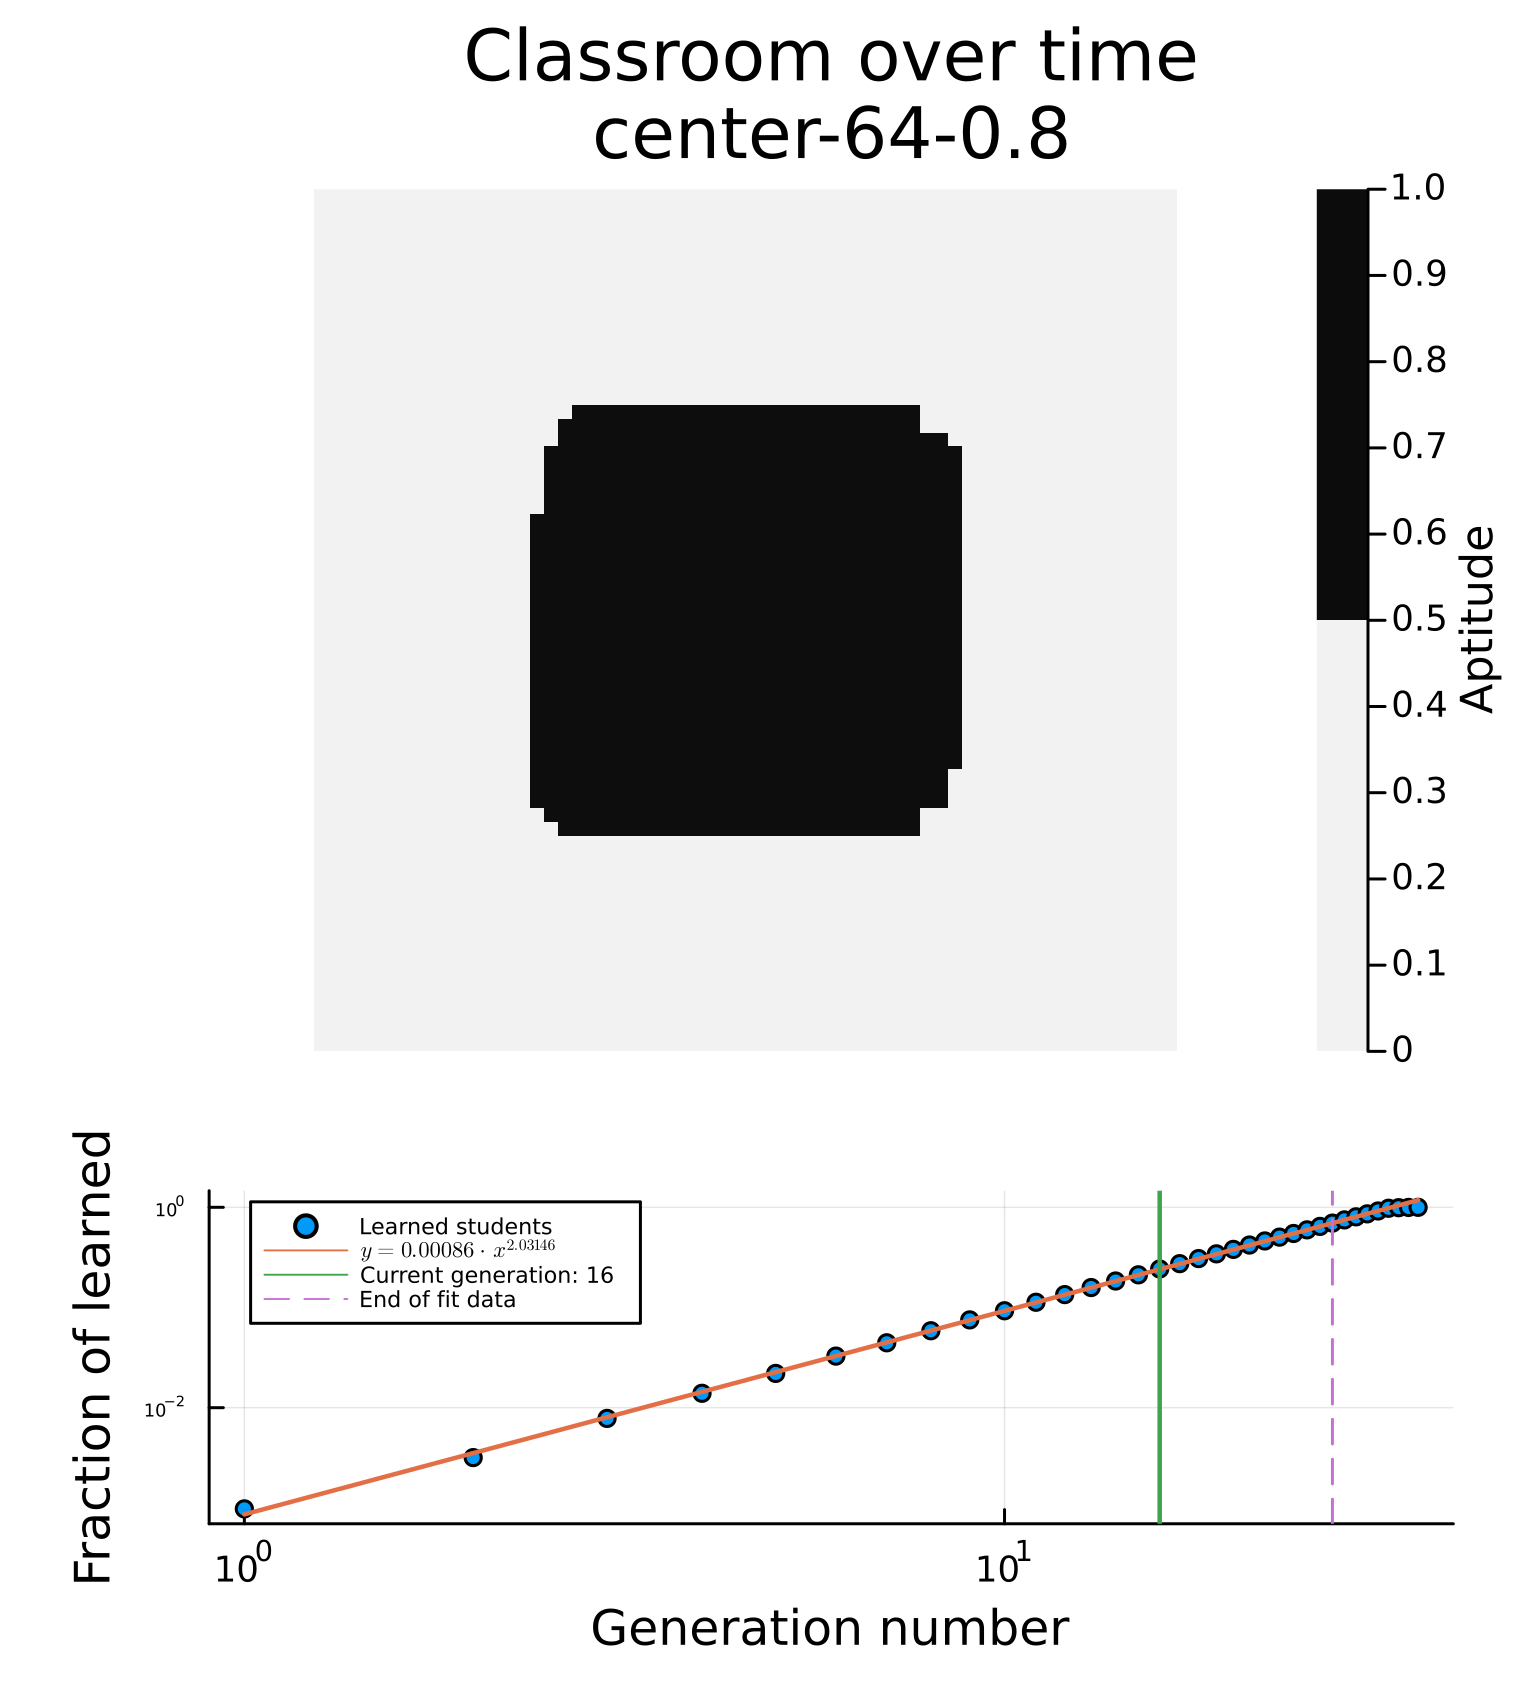 Classroom over time
center-64-0.8
1.0
0.9
0.8
0.7
0.6
0.5
0.4
0.3
0.2
0.1
0
Aptitude
Fraction of learned
10⁰
10⁻²
Learned students
y = 0.00086 · x^2.03146
Current generation: 16
End of fit data
10⁰
10¹
Generation number